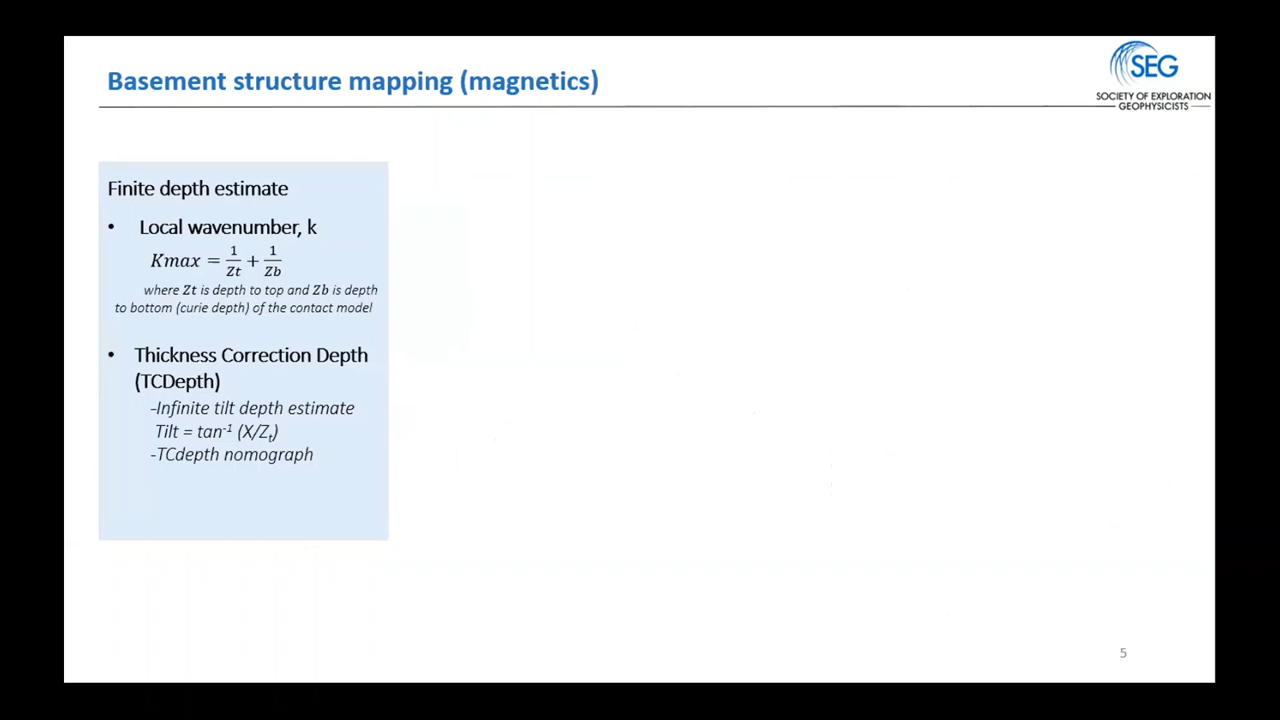 Basement structure mapping (magnetics)
SEG
SOCIETY OF EXPLORATION
GEOPHYSICISTS
Finite depth estimate
• Local wavenumber, k
Kmax = 1/Zt + 1/Zb
where Zt is depth to top and Zb is depth
to bottom (curie depth) of the contact model
• Thickness Correction Depth
(TCDepth)
-Infinite tilt depth estimate
Tilt = tan⁻¹ (X/Zₜ)
-TCdepth nomograph
5